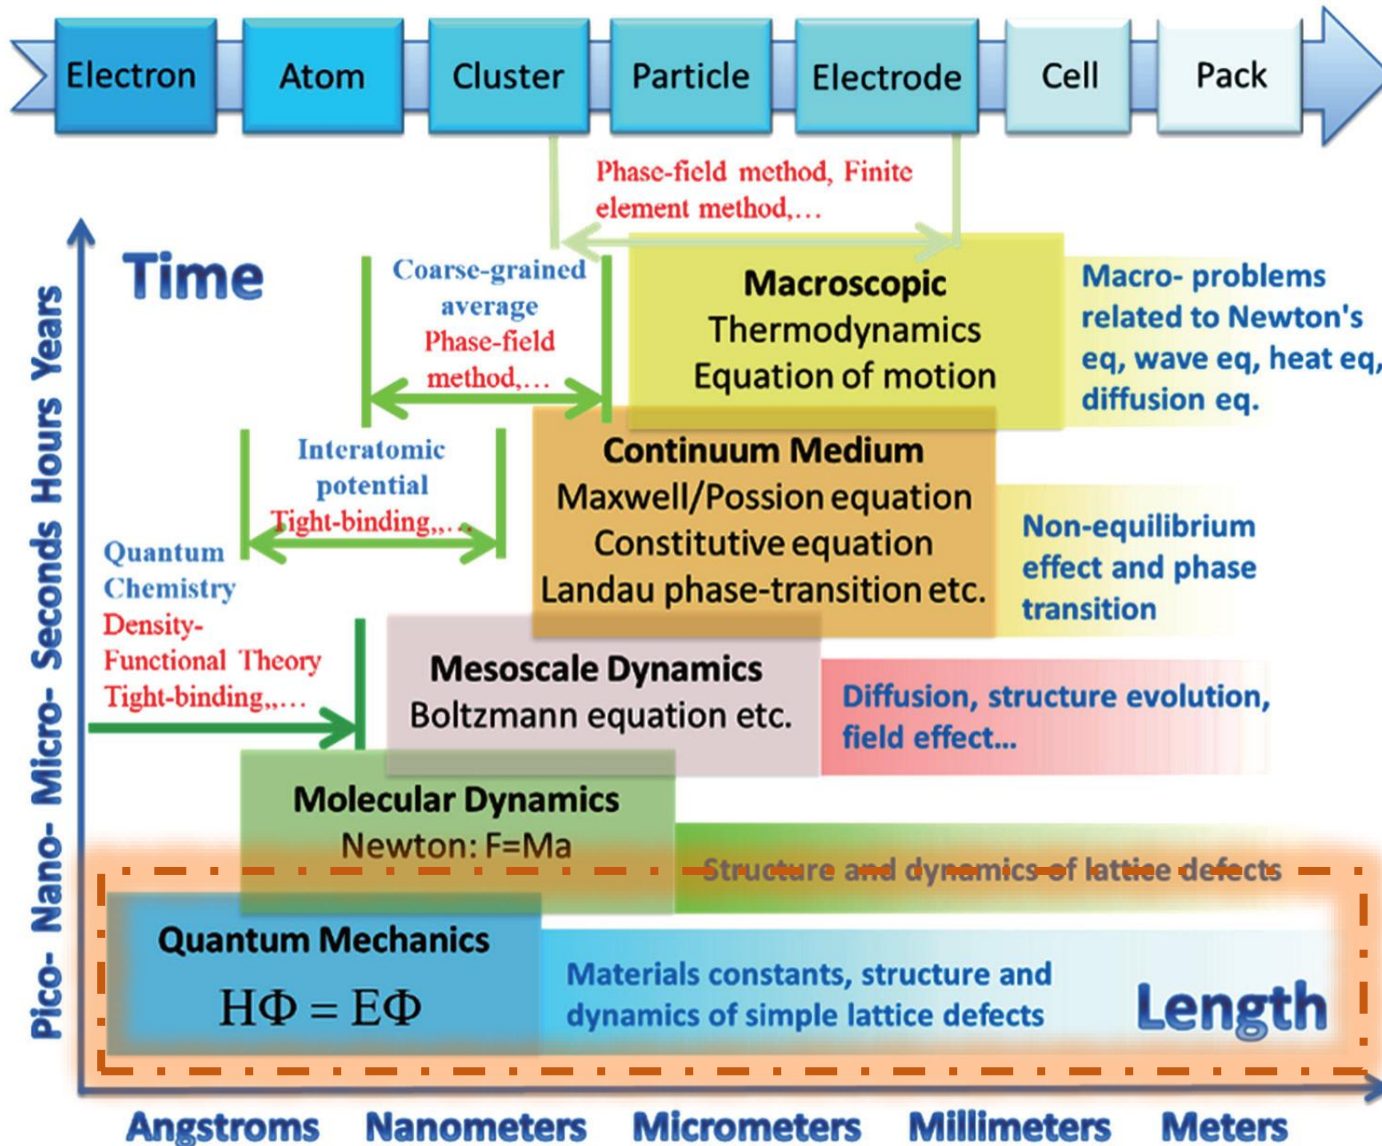 Electron
Atom
Cluster
Particle
Electrode
Cell
Pack
Phase-field method, Finite
element method,...
Time
Coarse-grained
average
Phase-field
method,...
Macroscopic
Thermodynamics
Equation of motion
Macro- problems
related to Newton's
eq, wave eq, heat eq,
diffusion eq.
Interatomic
potential
Tight-binding,,...
Continuum Medium
Maxwell/Possion equation
Constitutive equation
Landau phase-transition etc.
Non-equilibrium
effect and phase
transition
Quantum
Chemistry
Density-
Functional Theory
Tight-binding,,...
Mesoscale Dynamics
Boltzmann equation etc.
Diffusion, structure evolution,
field effect...
Molecular Dynamics
Newton: F=Ma
Structure and dynamics of lattice defects
Quantum Mechanics
HΦ = EΦ
Materials constants, structure and
dynamics of simple lattice defects
Length
Pico- Nano- Micro- Seconds Hours Years
Angstroms Nanometers Micrometers Millimeters Meters